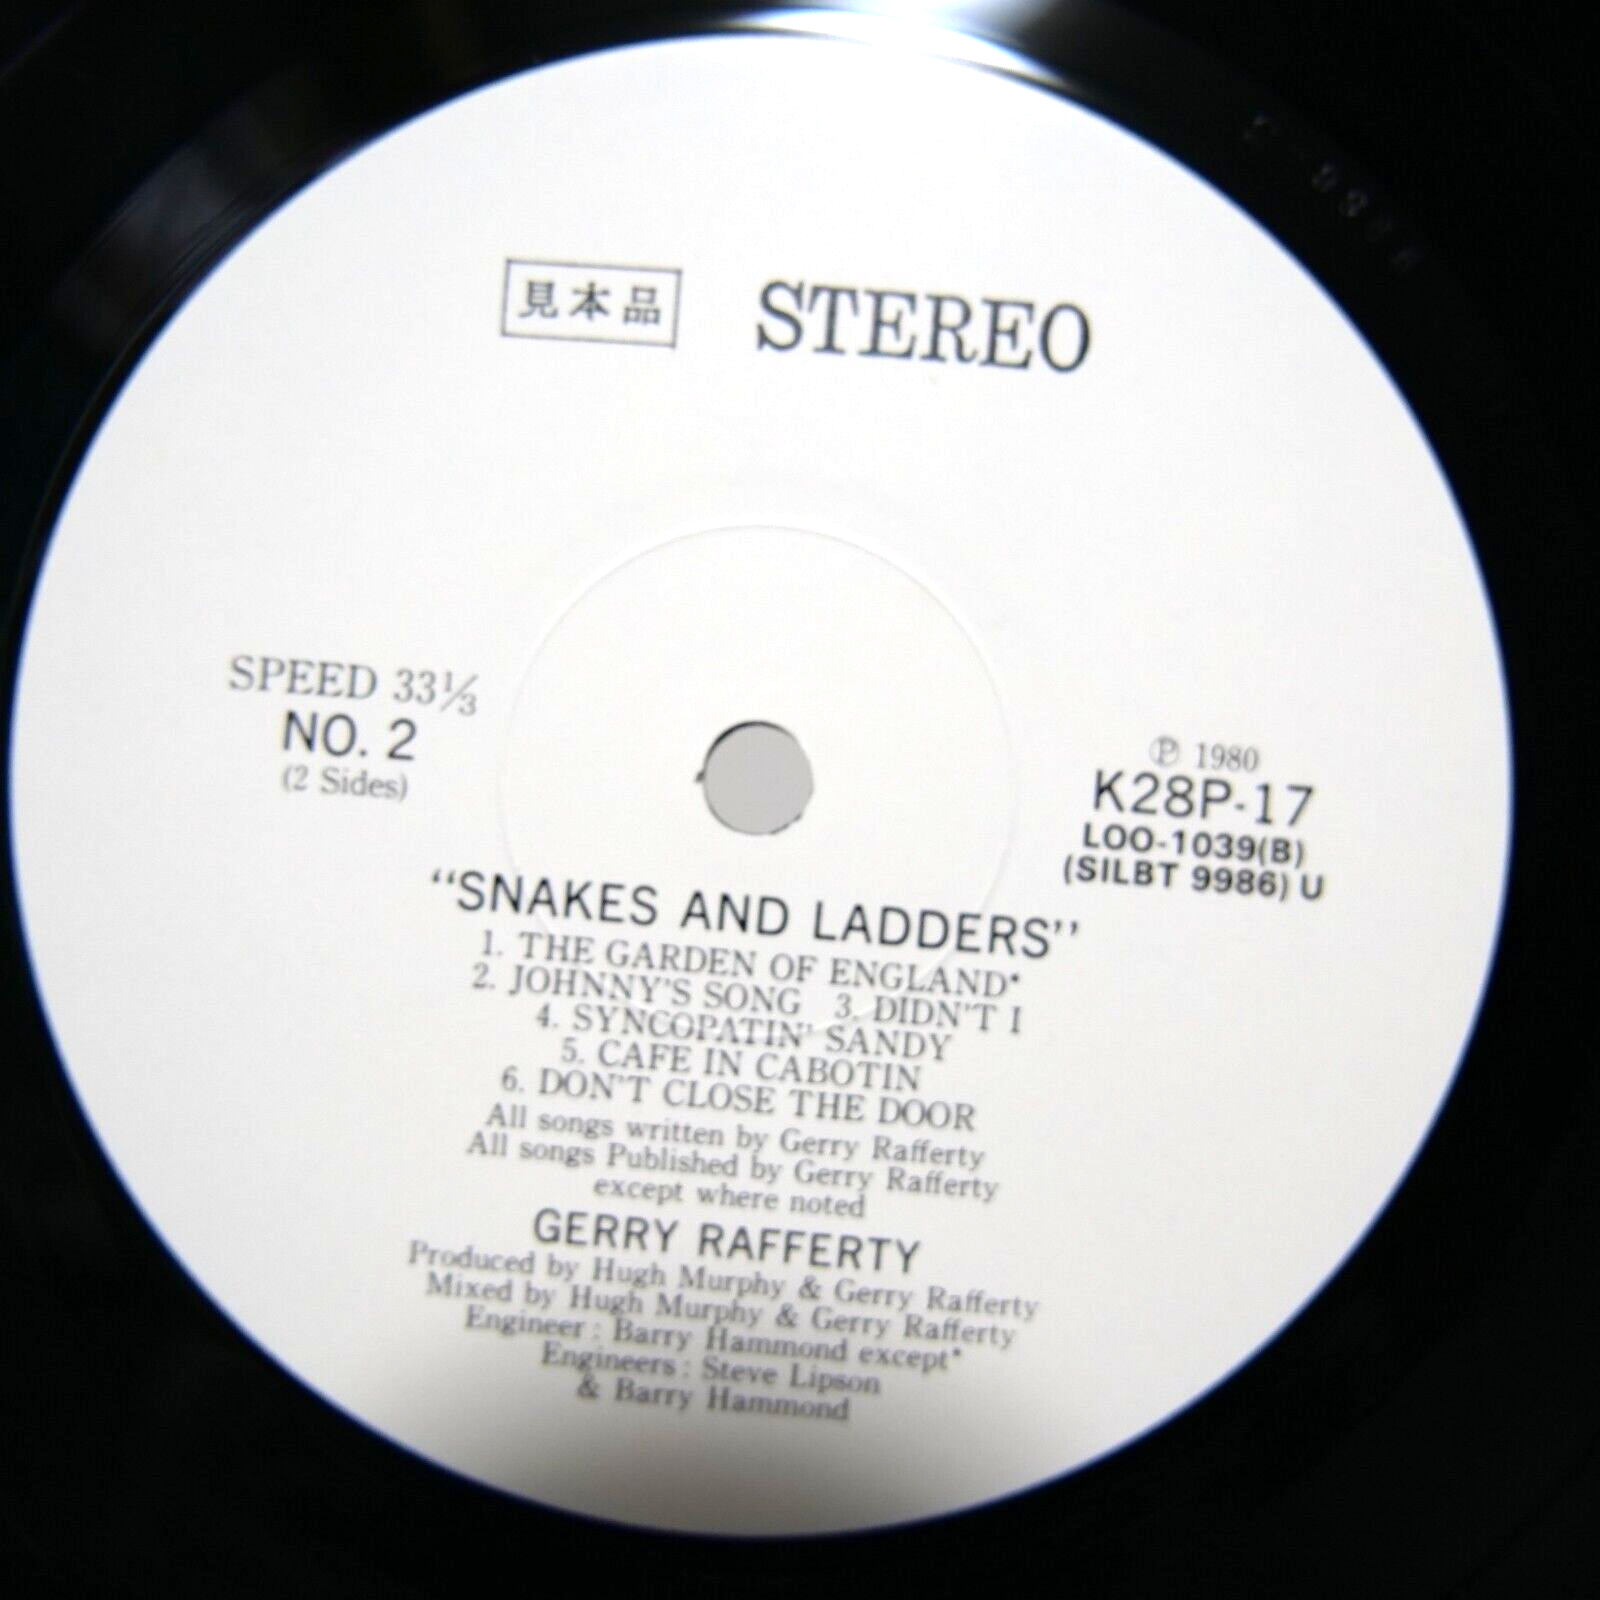 見本品 STEREO
SPEED 33⅓
NO. 2
(2 Sides)
Ⓟ 1980
K28P-17
LOO-1039(B)
(SILBT 9986) U
"SNAKES AND LADDERS"
1. THE GARDEN OF ENGLAND*
2. JOHNNY'S SONG 3. DIDN'T I
4. SYNCOPATIN' SANDY
5. CAFE IN CABOTIN
6. DON'T CLOSE THE DOOR
All songs written by Gerry Rafferty
All songs Published by Gerry Rafferty
except where noted
GERRY RAFFERTY
Produced by Hugh Murphy & Gerry Rafferty
Mixed by Hugh Murphy & Gerry Rafferty
Engineer : Barry Hammond except*
Engineers : Steve Lipson
& Barry Hammond